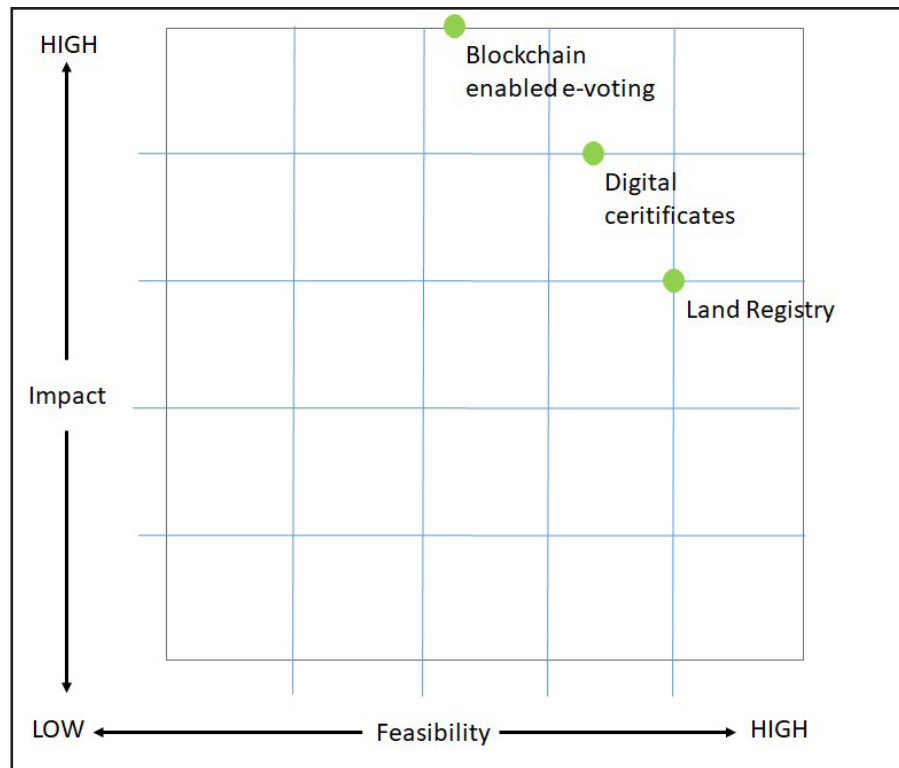 HIGH
Blockchain
enabled e-voting
Digital
ceritificates
Land Registry
Impact
LOW
Feasibility
HIGH